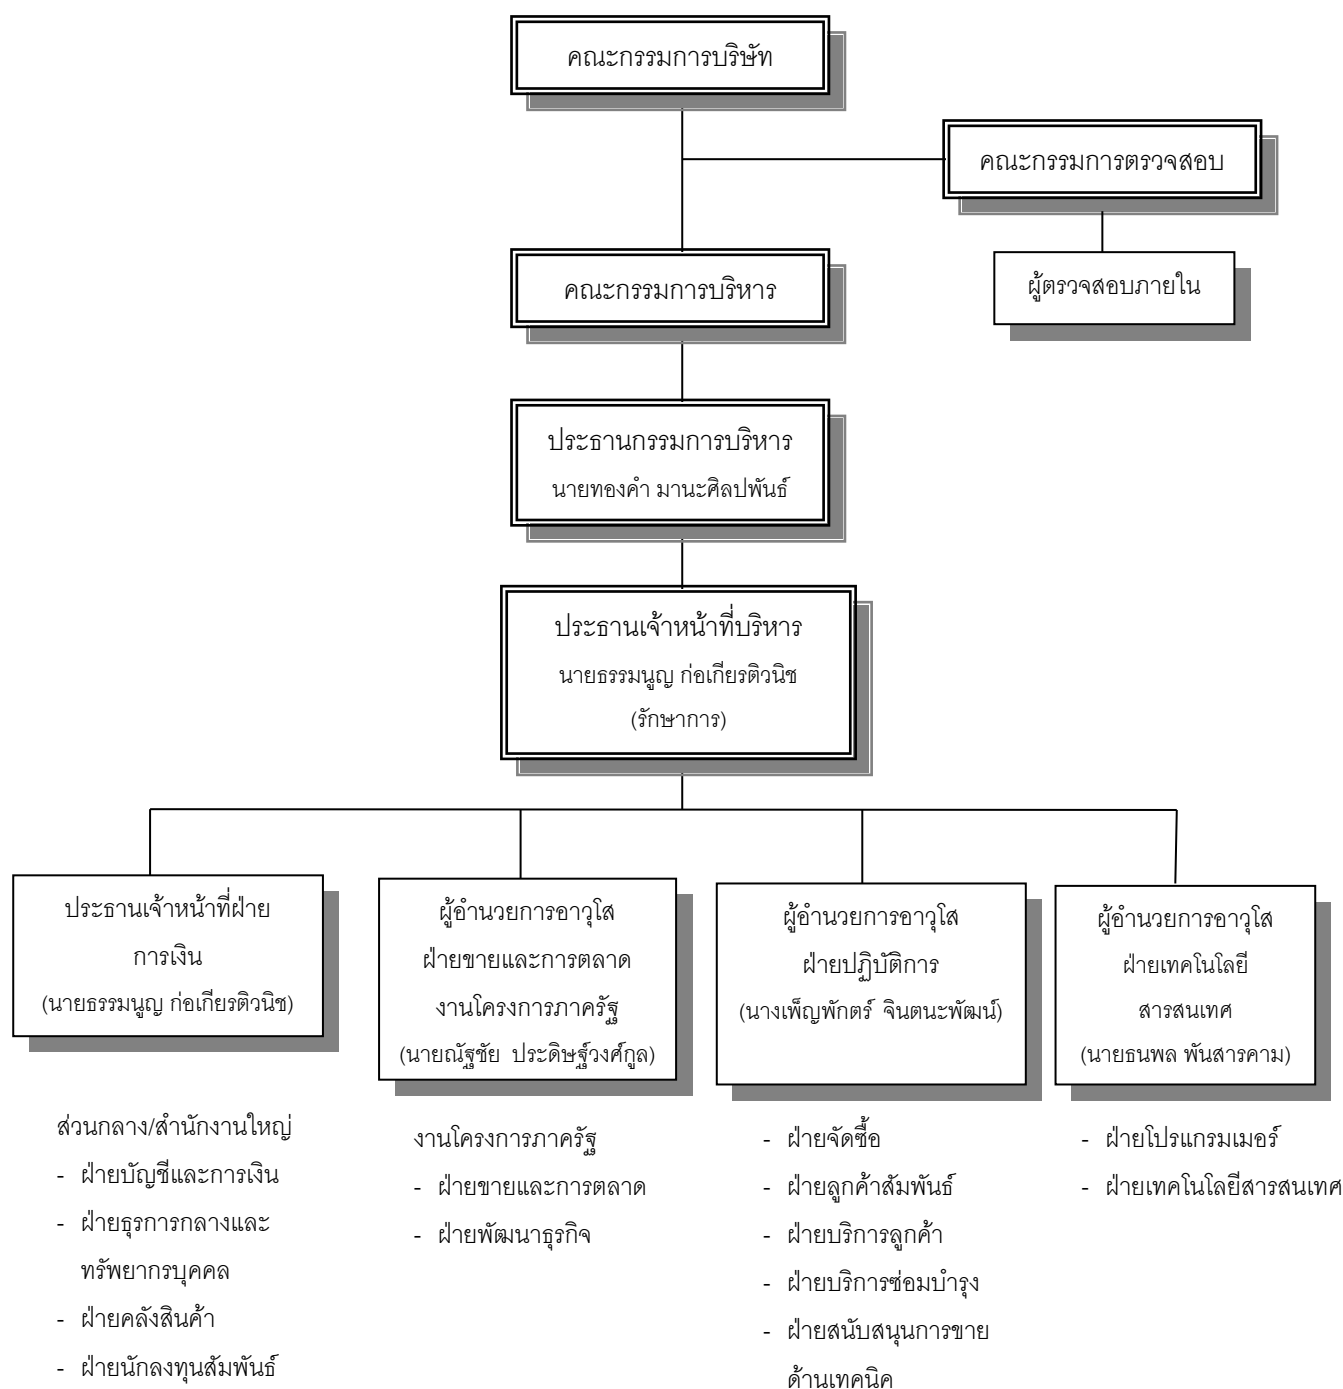 คณะกรรมการบริษัท
คณะกรรมการตรวจสอบ
ผู้ตรวจสอบภายใน
คณะกรรมการบริหาร
ประธานกรรมการบริหาร
นายทองคำ มานะศิลปพันธ์
ประธานเจ้าหน้าที่บริหาร
นายธรรมนูญ ก่อเกียรติวนิช
(รักษาการ)
ประธานเจ้าหน้าที่ฝ่าย
การเงิน
(นายธรรมนูญ ก่อเกียรติวนิช)
ผู้อำนวยการอาวุโส
ฝ่ายขายและการตลาด
งานโครงการภาครัฐ
(นายณัฐชัย ประดิษฐ์วงศ์กูล)
ผู้อำนวยการอาวุโส
ฝ่ายปฏิบัติการ
(นางเพ็ญพักตร์ จินตนะพัฒน์)
ผู้อำนวยการอาวุโส
ฝ่ายเทคโนโลยี
สารสนเทศ
(นายธนพล พันสารคาม)
ส่วนกลาง/สำนักงานใหญ่
- ฝ่ายบัญชีและการเงิน
- ฝ่ายธุรการกลางและ
ทรัพยากรบุคคล
- ฝ่ายคลังสินค้า
- ฝ่ายนักลงทุนสัมพันธ์
งานโครงการภาครัฐ
- ฝ่ายขายและการตลาด
- ฝ่ายพัฒนาธุรกิจ
- ฝ่ายจัดซื้อ
- ฝ่ายลูกค้าสัมพันธ์
- ฝ่ายบริการลูกค้า
- ฝ่ายบริการซ่อมบำรุง
- ฝ่ายสนับสนุนการขาย
ด้านเทคนิค
- ฝ่ายโปรแกรมเมอร์
- ฝ่ายเทคโนโลยีสารสนเทศ